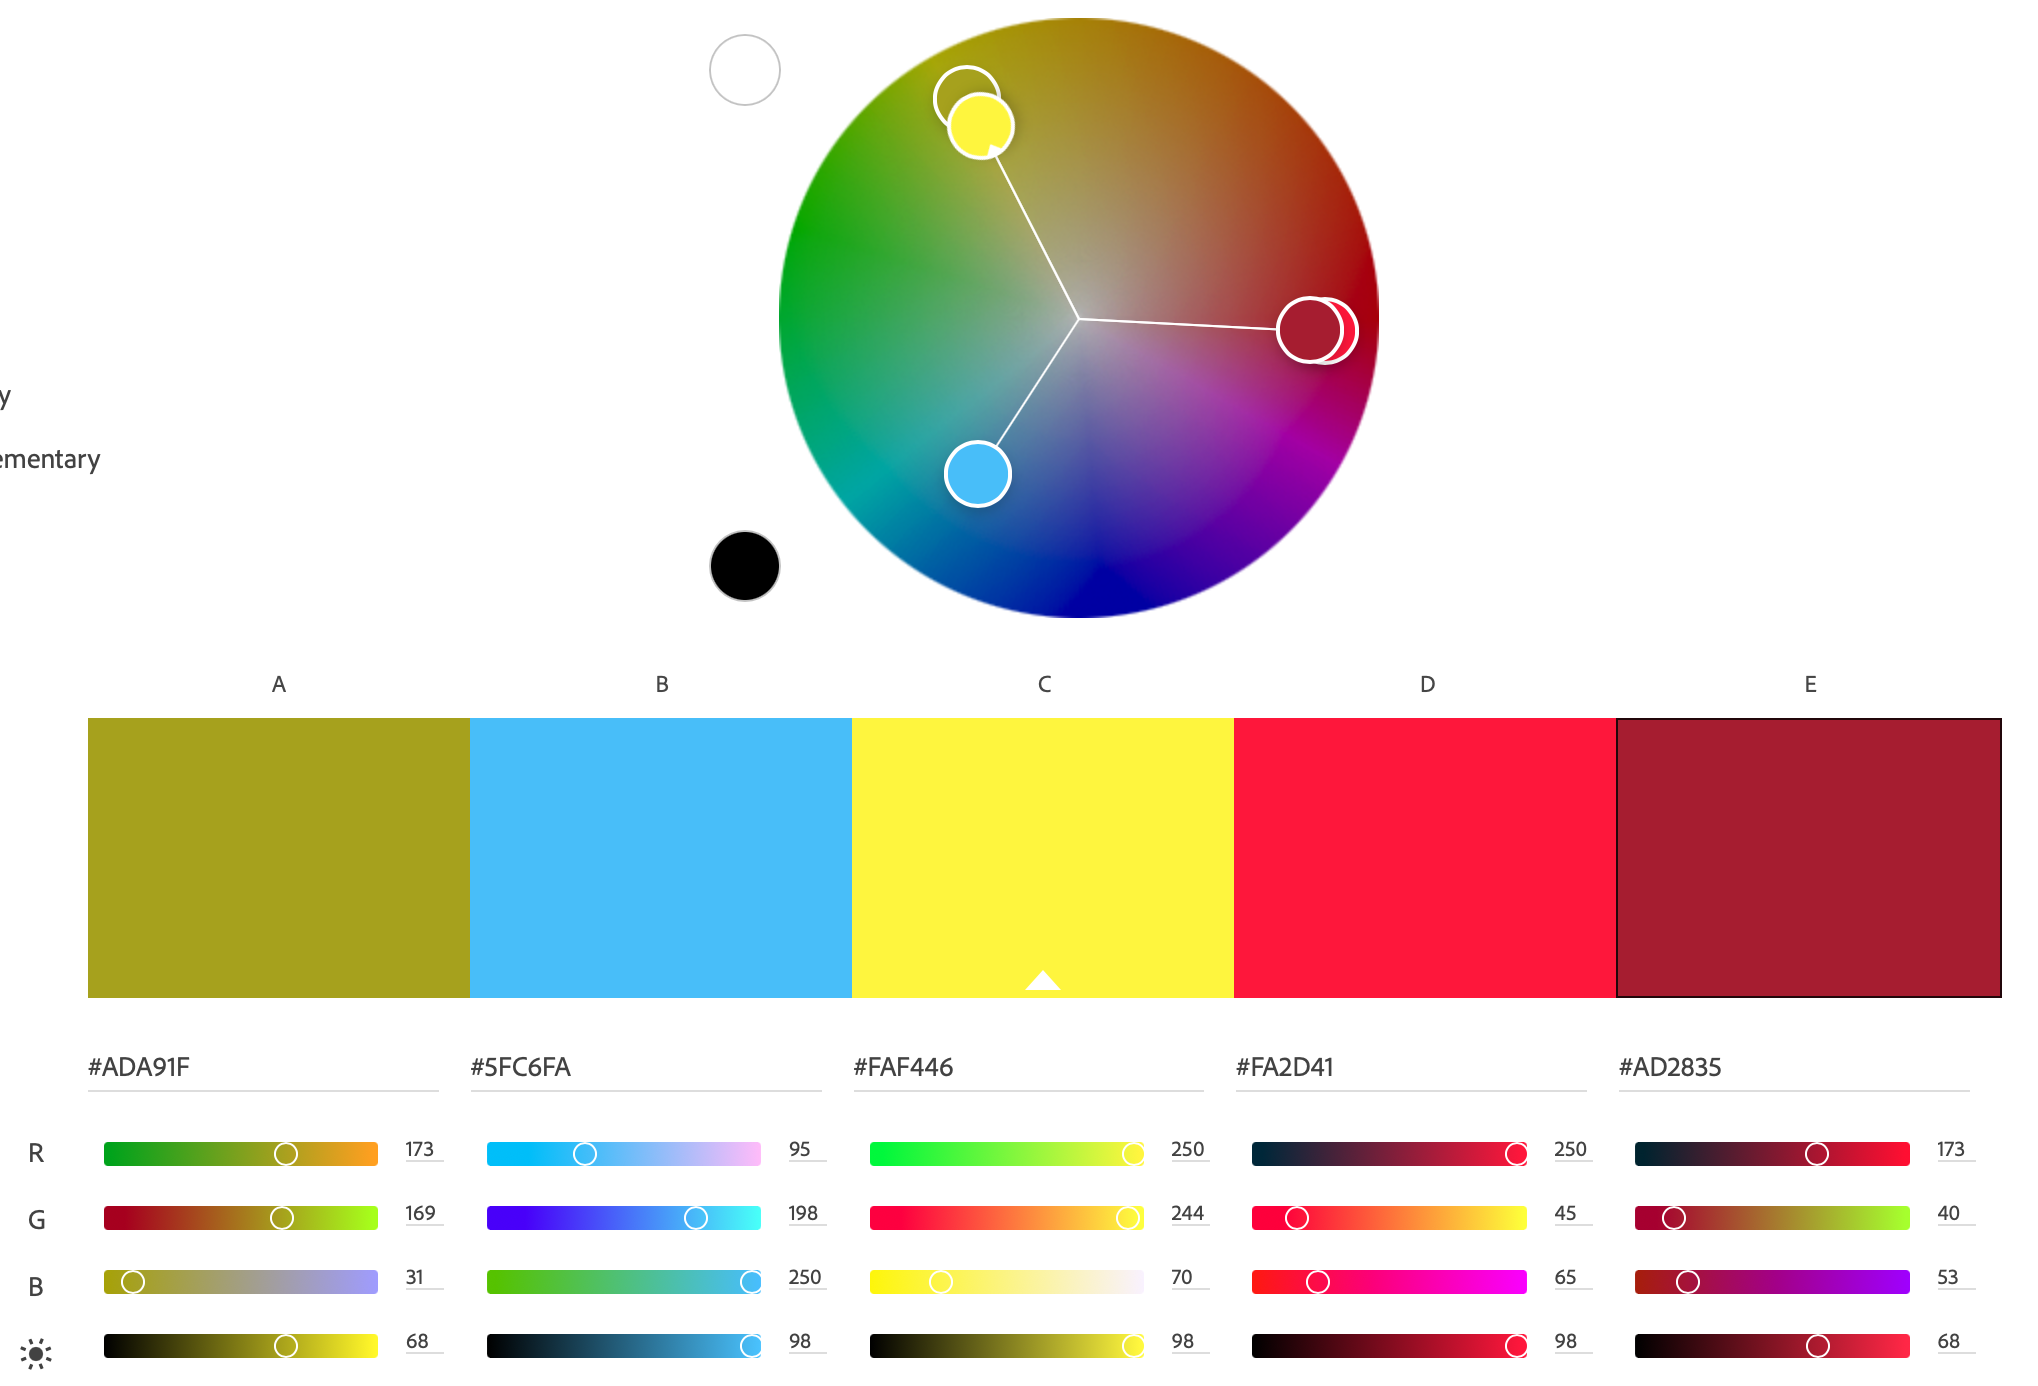 y
ementary
A B C D E
#ADA91F #5FC6FA #FAF446 #FA2D41 #AD2835
R 173 95 250 250 173
G 169 198 244 45 40
B 31 250 70 65 53
68 98 98 98 68